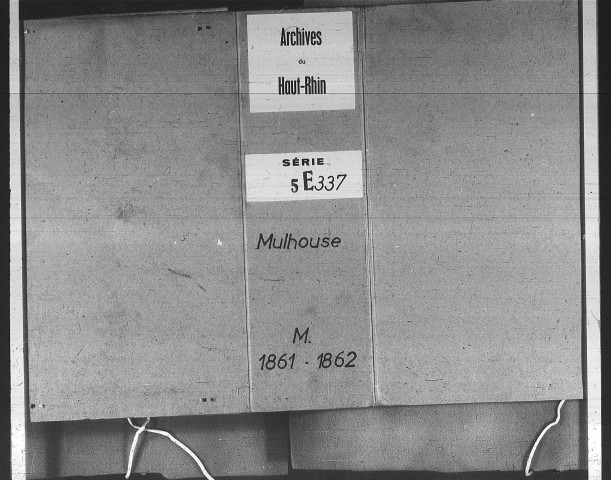 Archives
du
Haut-Rhin
SÉRIE
5 E 337
Mulhouse
M.
1861 - 1862